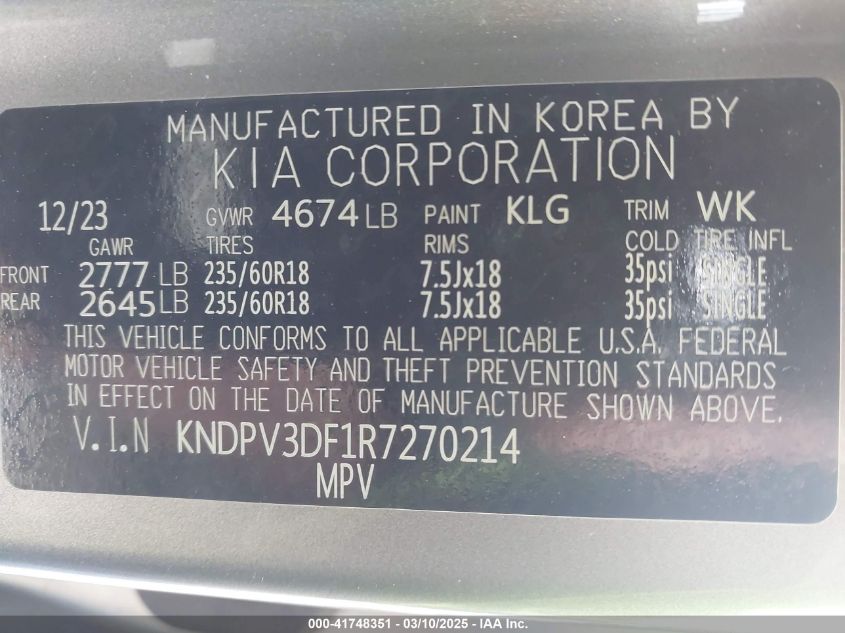 MANUFACTURED IN KOREA BY
KIA CORPORATION
12/23 GVWR 4674 LB PAINT KLG TRIM WK
GAWR TIRES RIMS COLD TIRE INFL
FRONT 2777 LB 235/60R18 7.5Jx18 35psi SINGLE
REAR 2645 LB 235/60R18 7.5Jx18 35psi SINGLE
THIS VEHICLE CONFORMS TO ALL APPLICABLE U.S.A. FEDERAL
MOTOR VEHICLE SAFETY AND THEFT PREVENTION STANDARDS
IN EFFECT ON THE DATE OF MANUFACTURE SHOWN ABOVE.
V.I.N KNDPV3DF1R7270214
MPV
000-41748351 — 03/10/2025 — IAA Inc.